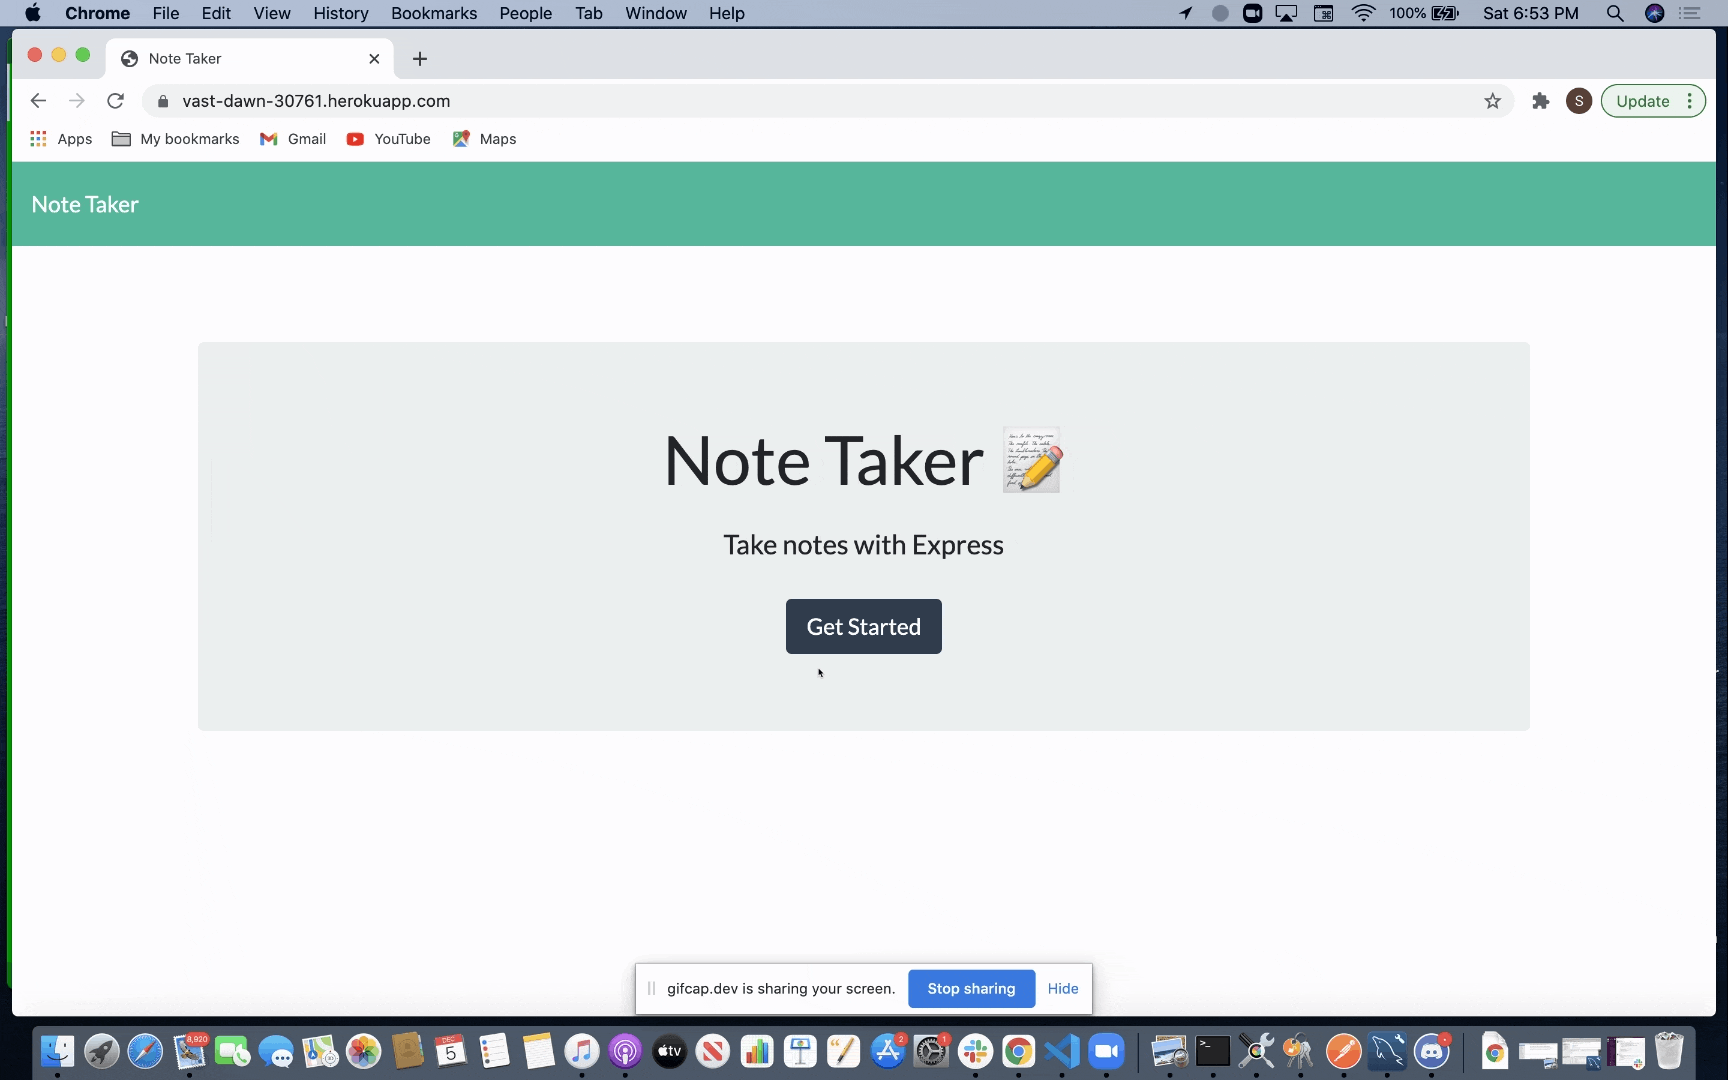 Chrome File Edit View History Bookmarks People Tab Window Help 100% Sat 6:53 PM
Note Taker
vast-dawn-30761.herokuapp.com S Update
Apps My bookmarks Gmail YouTube Maps
Note Taker
Note Taker
Take notes with Express
Get Started
gifcap.dev is sharing your screen. Stop sharing Hide
8,920 DEC 5 tv 2 1